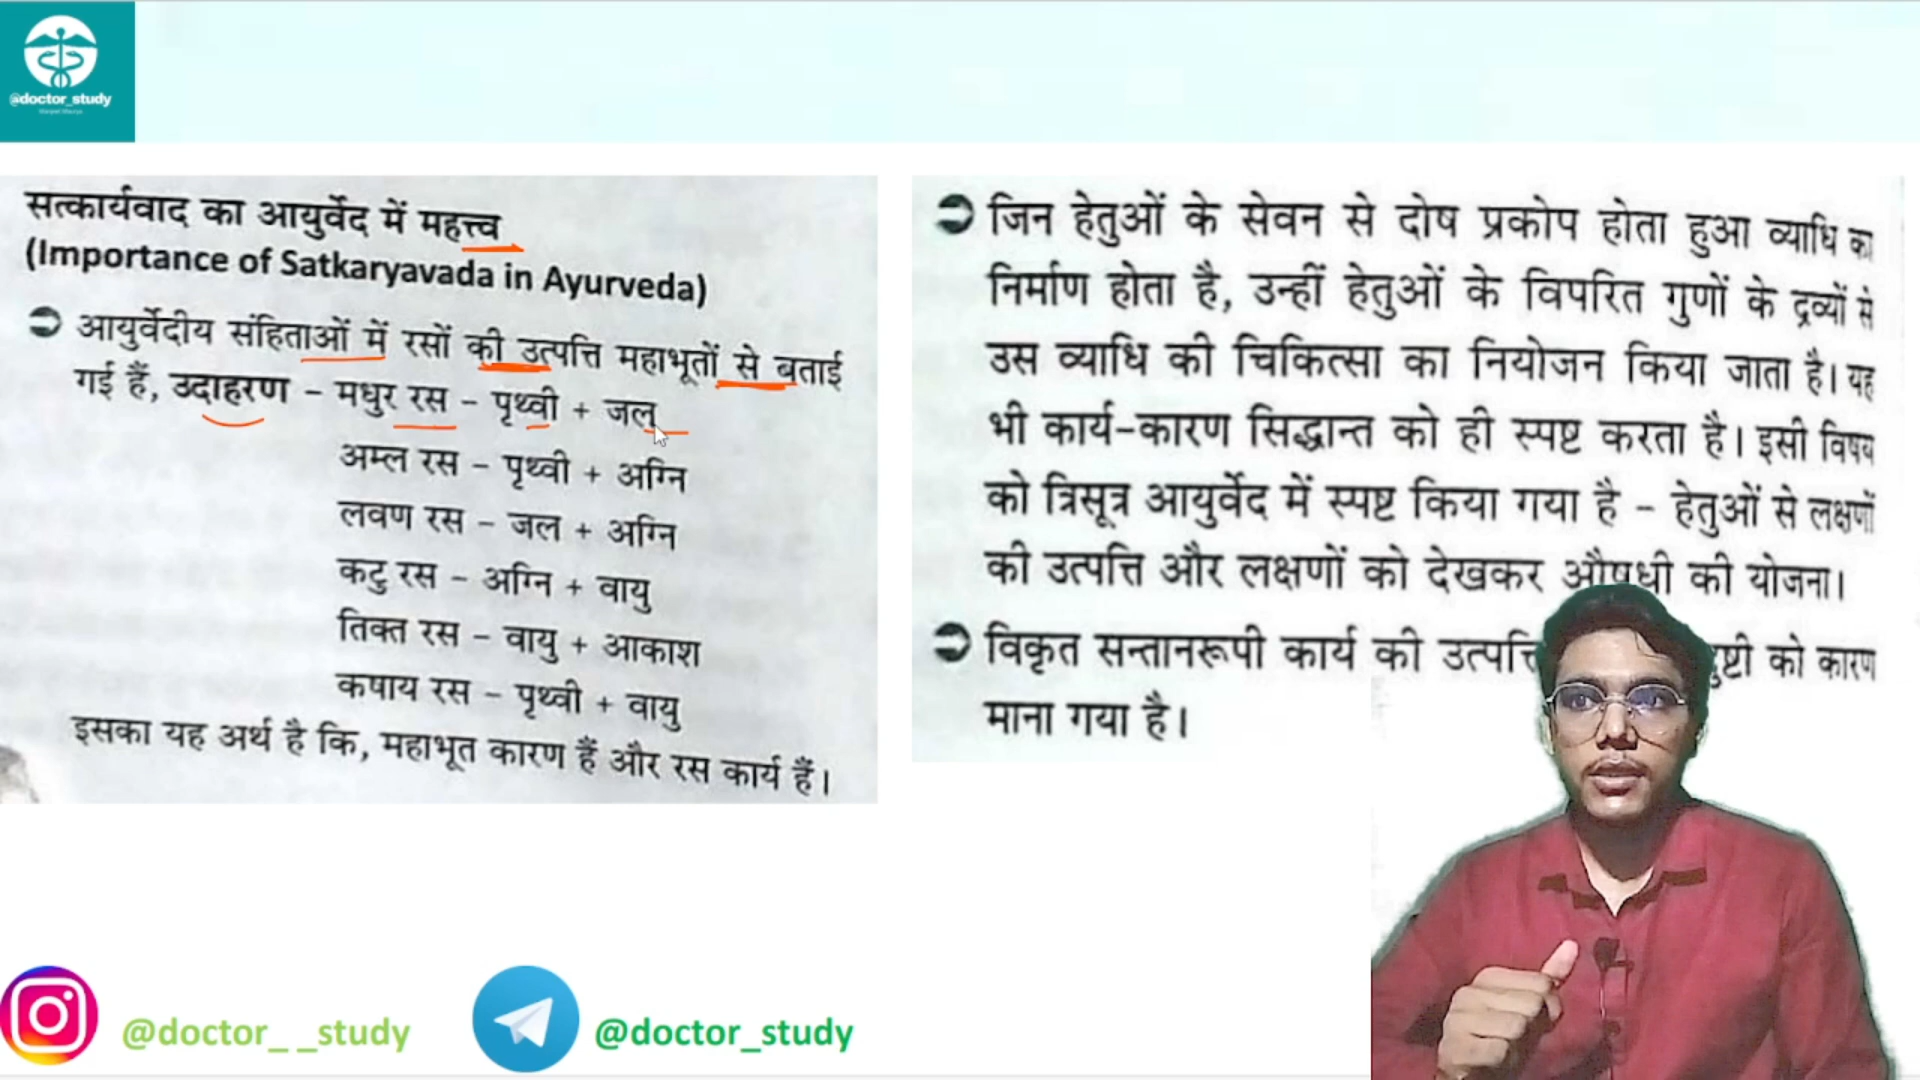 @doctor_study
सत्कार्यवाद का आयुर्वेद में महत्त्व
(Importance of Satkaryavada in Ayurveda)
आयुर्वेदीय संहिताओं में रसों की उत्पत्ति महाभूतों से बताई
गई हैं, उदाहरण – मधुर रस – पृथ्वी + जल
अम्ल रस – पृथ्वी + अग्नि
लवण रस – जल + अग्नि
कटु रस – अग्नि + वायु
तिक्त रस – वायु + आकाश
कषाय रस – पृथ्वी + वायु
इसका यह अर्थ है कि, महाभूत कारण हैं और रस कार्य हैं।
जिन हेतुओं के सेवन से दोष प्रकोप होता हुआ व्याधि का
निर्माण होता है, उन्हीं हेतुओं के विपरित गुणों के द्रव्यों से
उस व्याधि की चिकित्सा का नियोजन किया जाता है। यह
भी कार्य-कारण सिद्धान्त को ही स्पष्ट करता है। इसी विषय
को त्रिसूत्र आयुर्वेद में स्पष्ट किया गया है – हेतुओं से लक्षणों
की उत्पत्ति और लक्षणों को देखकर औषधी की योजना।
विकृत सन्तानरूपी कार्य की उत्पत्ति को कारण
माना गया है।
@doctor_ _study
@doctor_study